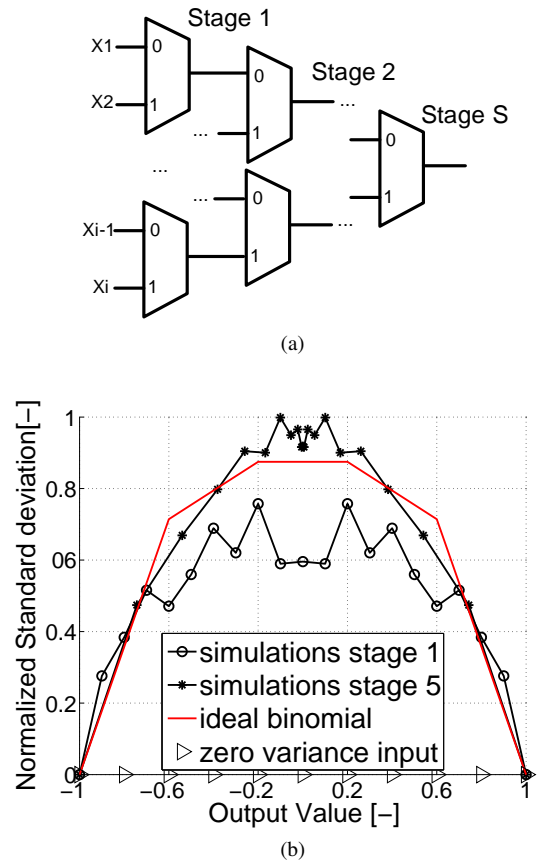 Stage 1
X1
0
X2
1
0
Stage 2
...
...
1
Stage S
0
...
...
0
1
Xi-1
0
...
1
Xi
1
(a)
Normalized Standard deviation[-]
1
0.8
06
0.4
0.2
0
simulations stage 1
simulations stage 5
ideal binomial
zero variance input
−1
−0.6
−0.2
0.2
0.6
1
Output Value [-]
(b)